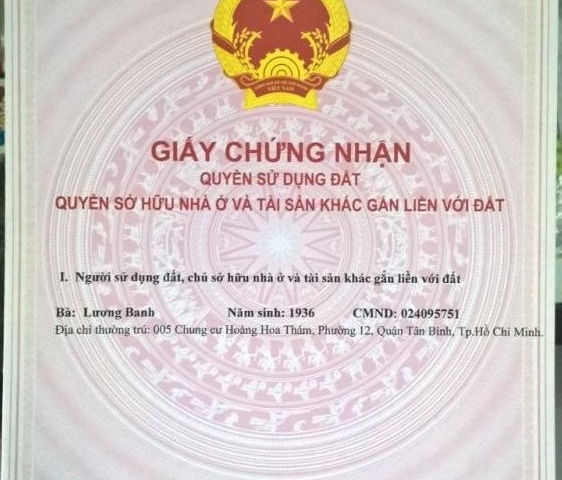 VIỆT NAM
GIẤY CHỨNG NHẬN
QUYỀN SỬ DỤNG ĐẤT
QUYỀN SỞ HỮU NHÀ Ở VÀ TÀI SẢN KHÁC GẮN LIỀN VỚI ĐẤT
I. Người sử dụng đất, chủ sở hữu nhà ở và tài sản khác gắn liền với đất
Bà: Lương Banh Năm sinh: 1936 CMND: 024095751
Địa chỉ thường trú: 005 Chung cư Hoàng Hoa Thám, Phường 12, Quận Tân Bình, Tp.Hồ Chí Minh.